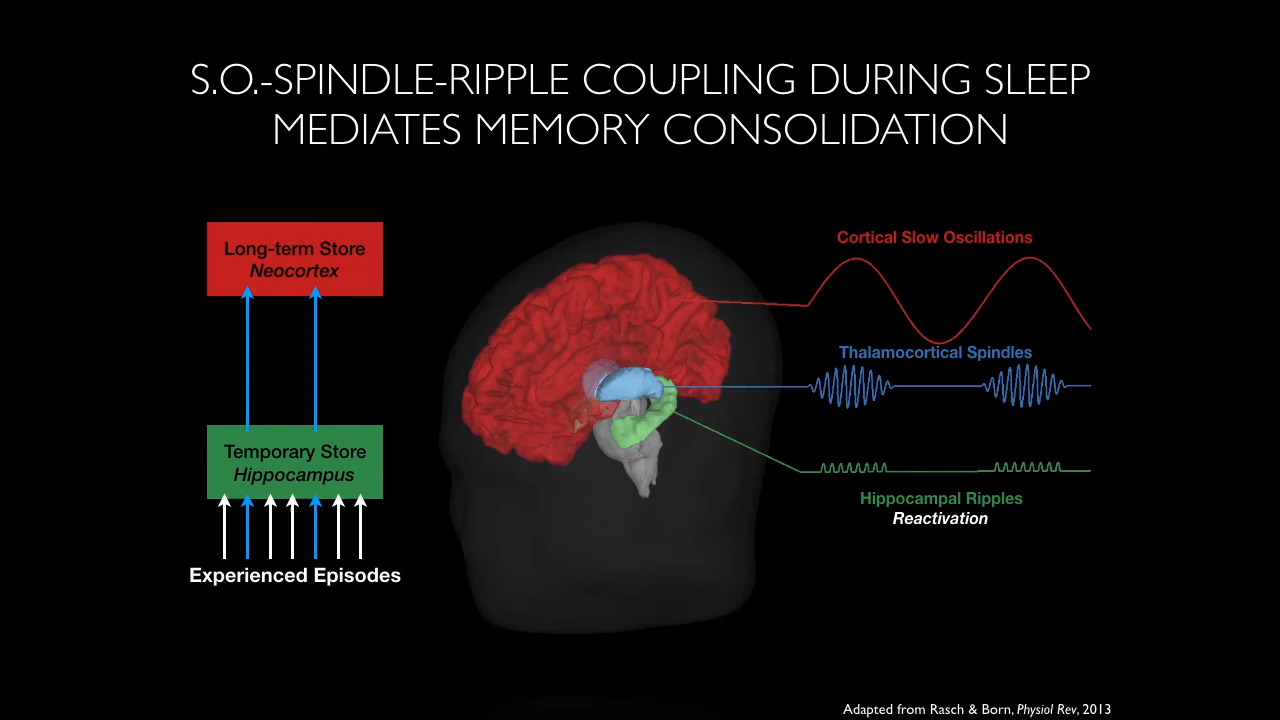 S.O.-SPINDLE-RIPPLE COUPLING DURING SLEEP
MEDIATES MEMORY CONSOLIDATION
Long-term Store
Neocortex
Temporary Store
Hippocampus
Experienced Episodes
Cortical Slow Oscillations
Thalamocortical Spindles
Hippocampal Ripples
Reactivation
Adapted from Rasch & Born, Physiol Rev, 2013